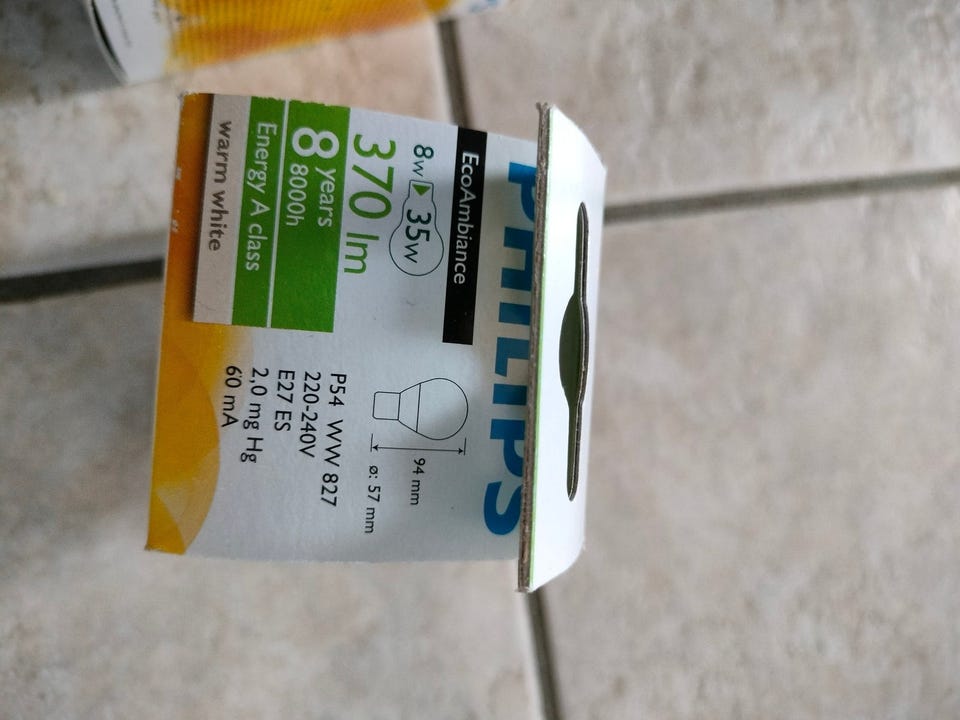 PHILIPS
EcoAmbiance
8w 35w
370 lm
8 years
8000h
Energy A class
warm white
94 mm
ø: 57 mm
P54 WW 827
220-240V
E27 ES
2,0 mg Hg
60 mA